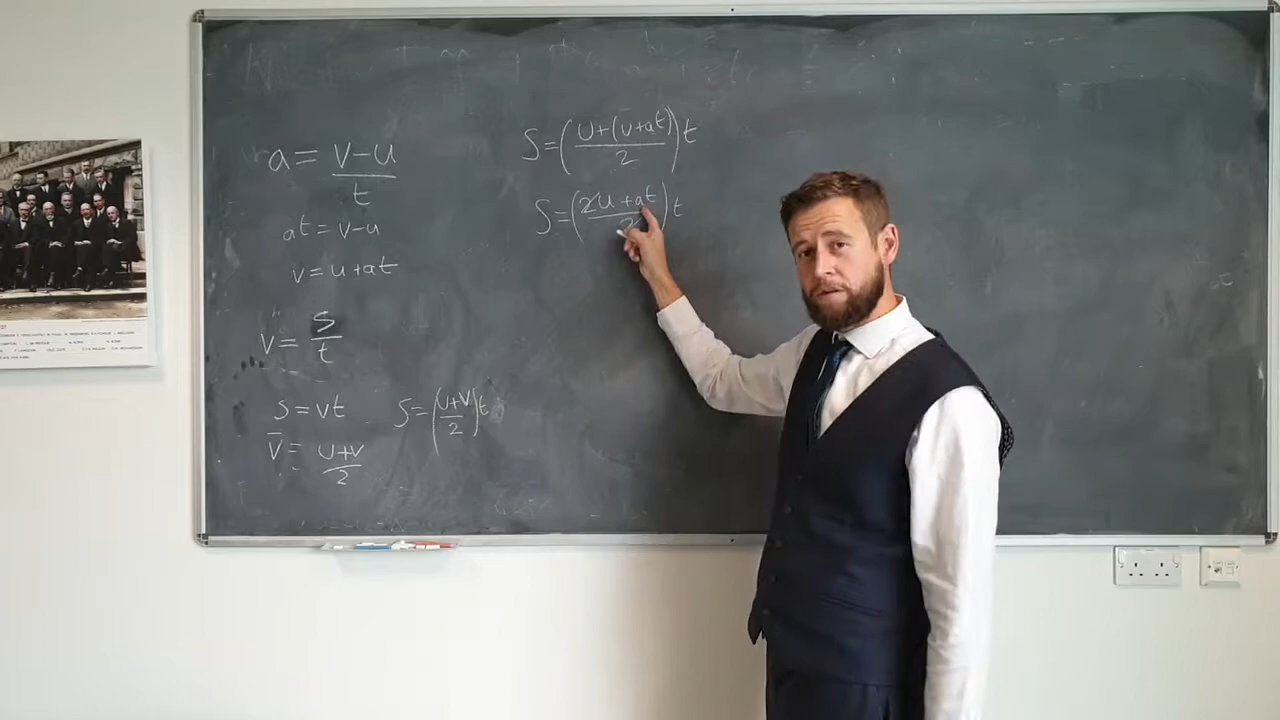 a = v-u/t
at = v-u
v = u+at
v = s/t
s = vt
v̄ = u+v/2
s = (u+v/2)t
s = (u+(u+at)/2)t
s = (2u+at/2)t